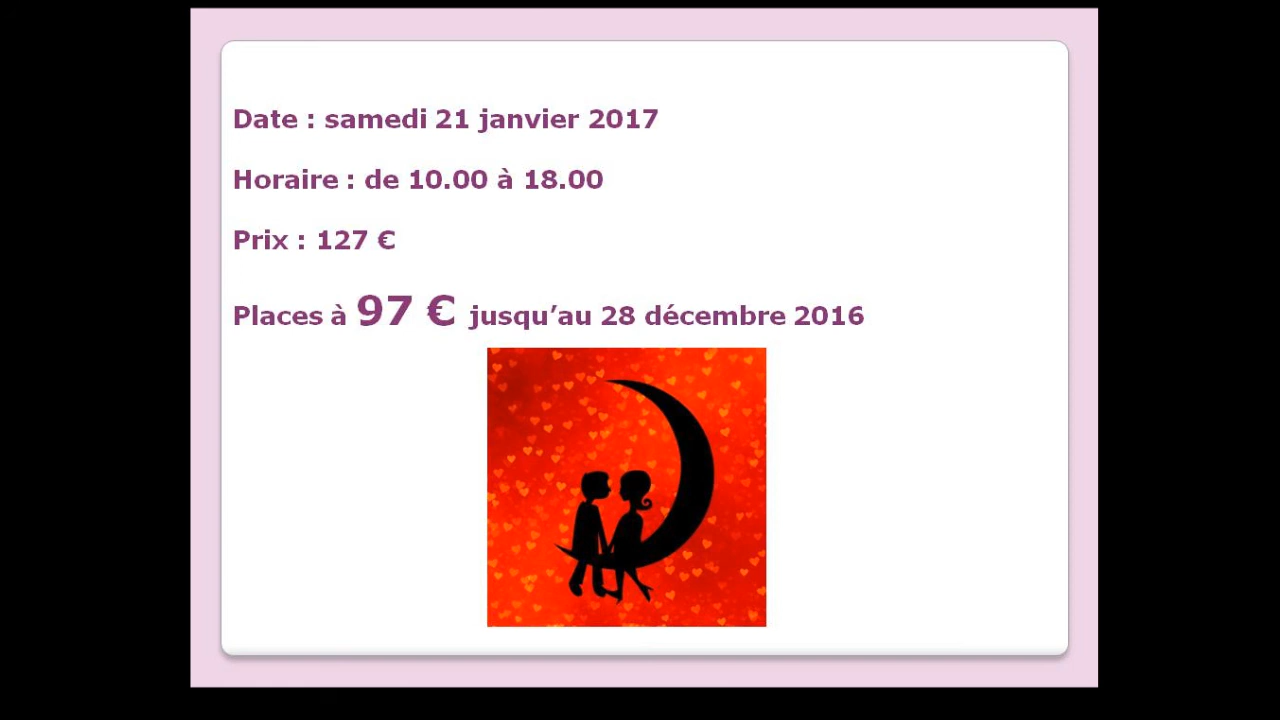 Date : samedi 21 janvier 2017
Horaire : de 10.00 à 18.00
Prix : 127 €
Places à 97 € jusqu’au 28 décembre 2016